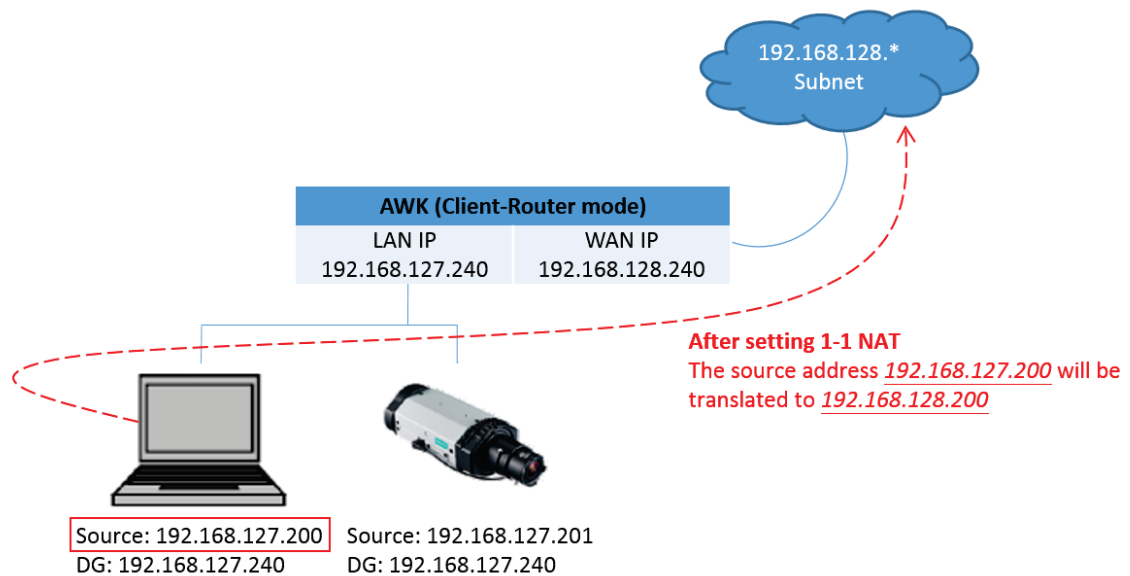 192.168.128.*
Subnet
AWK (Client-Router mode)
LAN IP
192.168.127.240
WAN IP
192.168.128.240
After setting 1-1 NAT
The source address 192.168.127.200 will be
translated to 192.168.128.200
Source: 192.168.127.200
DG: 192.168.127.240
Source: 192.168.127.201
DG: 192.168.127.240